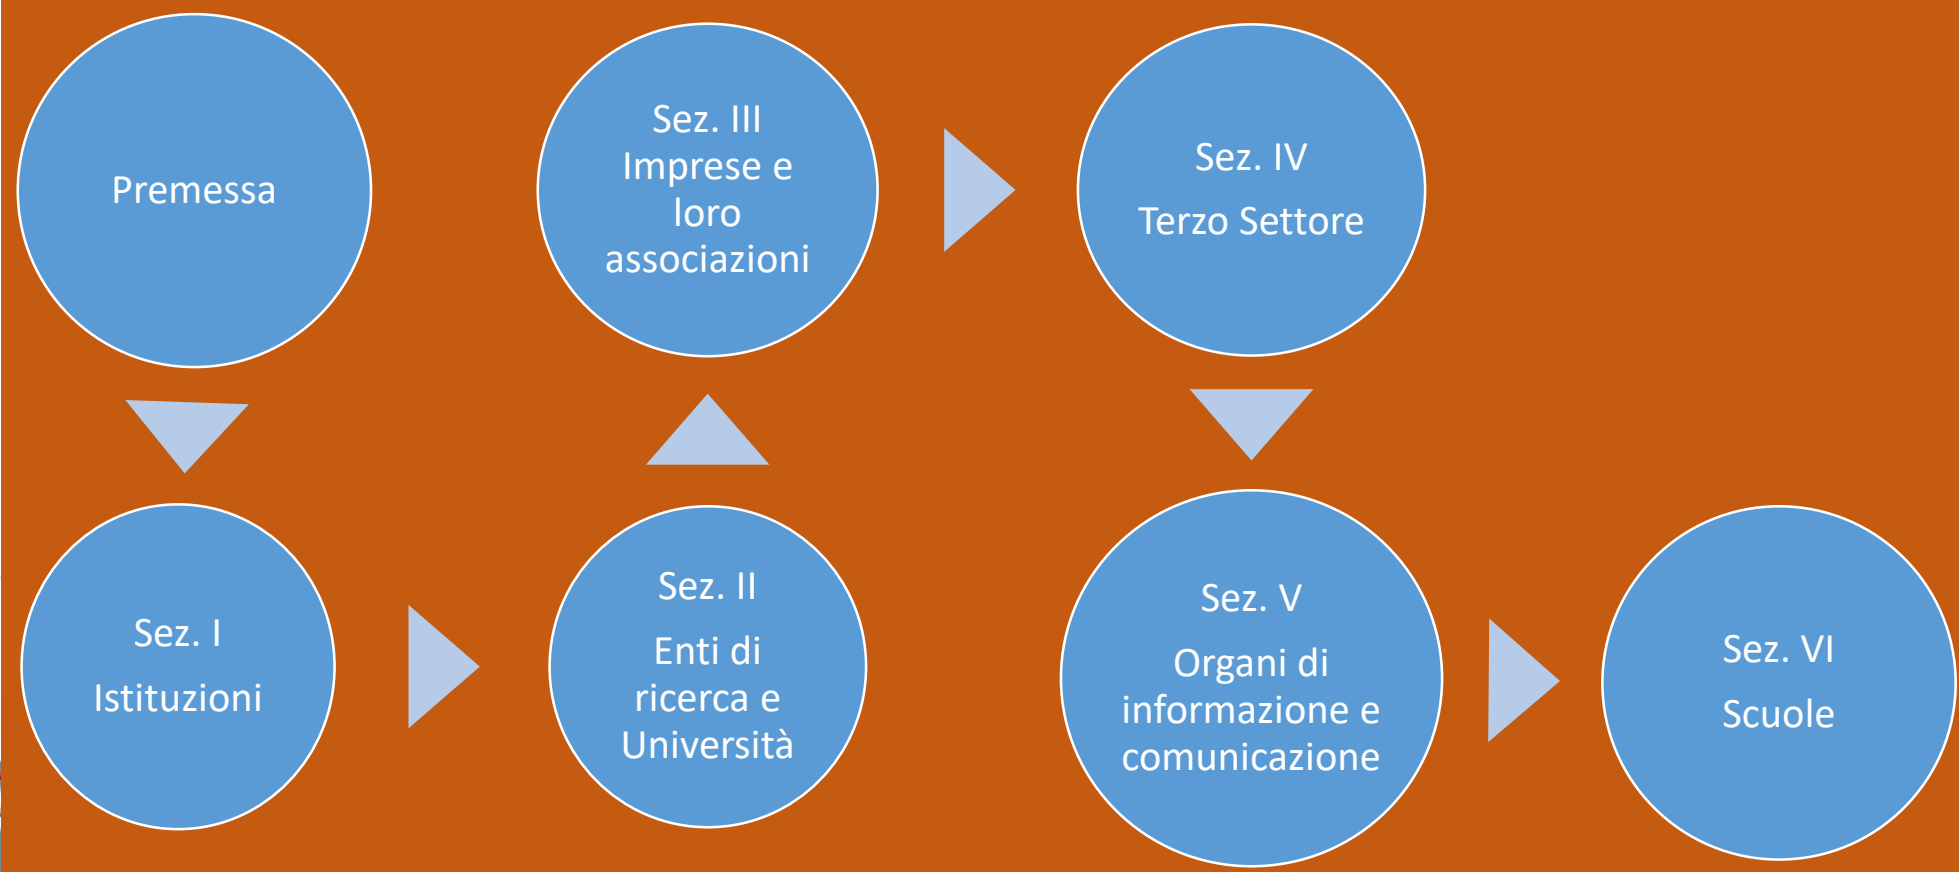 Premessa
Sez. I
Istituzioni
Sez. II
Enti di
ricerca e
Università
Sez. III
Imprese e
loro
associazioni
Sez. IV
Terzo Settore
Sez. V
Organi di
informazione e
comunicazione
Sez. VI
Scuole